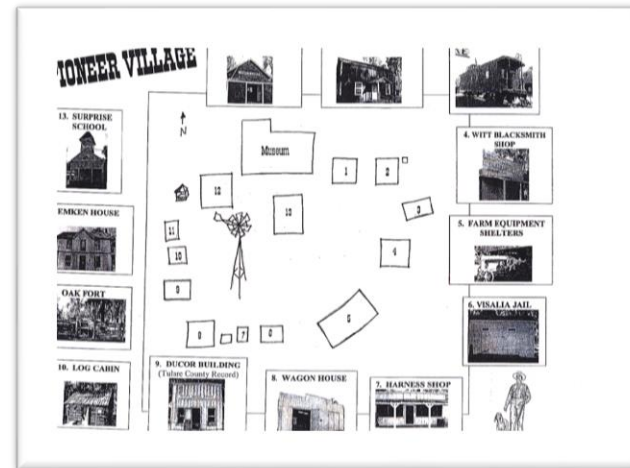 PIONEER VILLAGE
13. SURPRISE
SCHOOL
EMKEN HOUSE
OAK FORT
10. LOG CABIN
9. DUCOR BUILDING
(Tulare County Record)
8. WAGON HOUSE
7. HARNESS SHOP
4. WITT BLACKSMITH
SHOP
5. FARM EQUIPMENT
SHELTERS
6. VISALIA JAIL
N
Museum
1
2
3
4
12
13
11
10
7